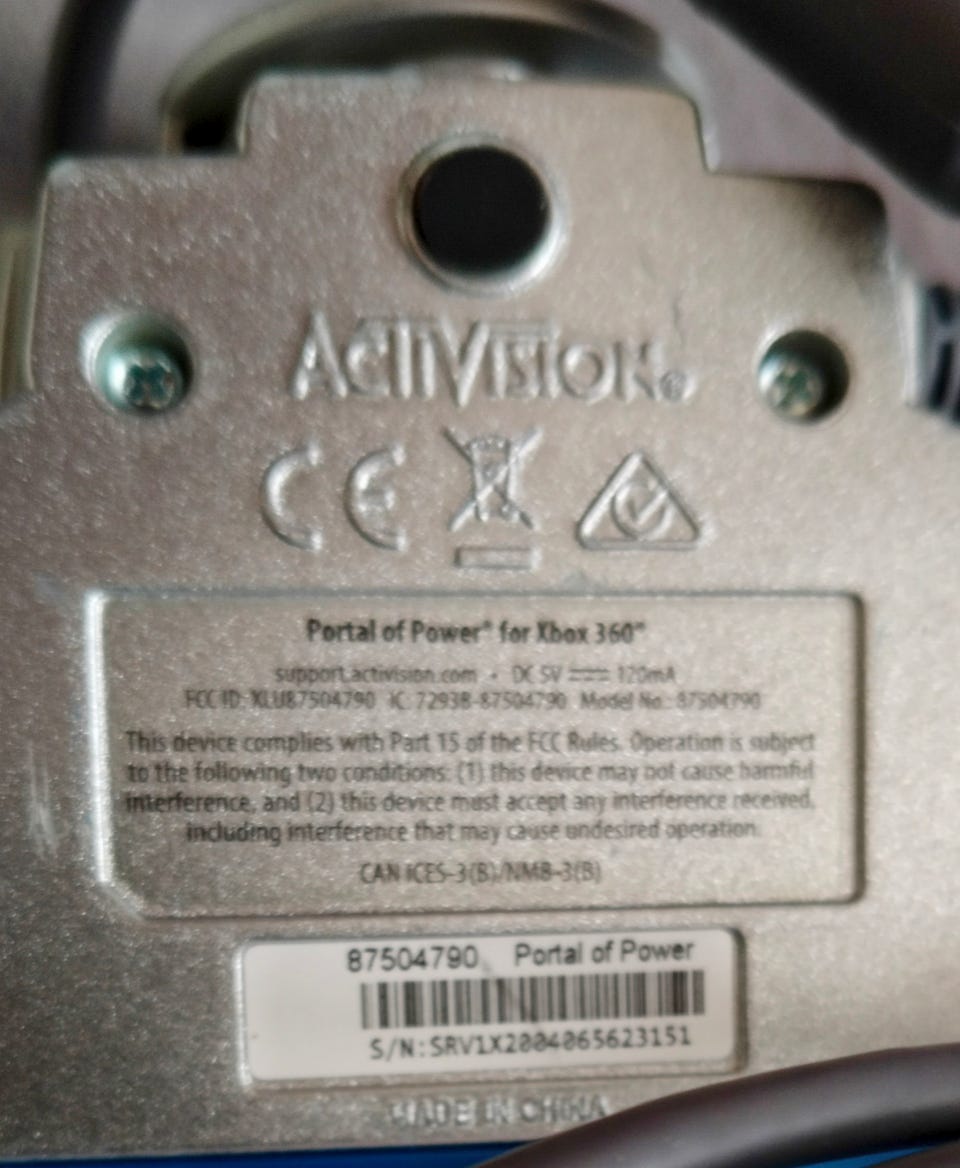 ACTIVISION®
CE
Portal of Power® for Xbox 360™
support.activision.com • DC 5V ⎓ 120mA
FCC ID: XLU87504790 IC: 7293B-87504790 Model No.: 87504790
This device complies with Part 15 of the FCC Rules. Operation is subject
to the following two conditions: (1) this device may not cause harmful
interference, and (2) this device must accept any interference received,
including interference that may cause undesired operation.
CAN ICES-3(B)/NMB-3(B)
87504790 Portal of Power
S/N:SRV1X2004065623151
MADE IN CHINA